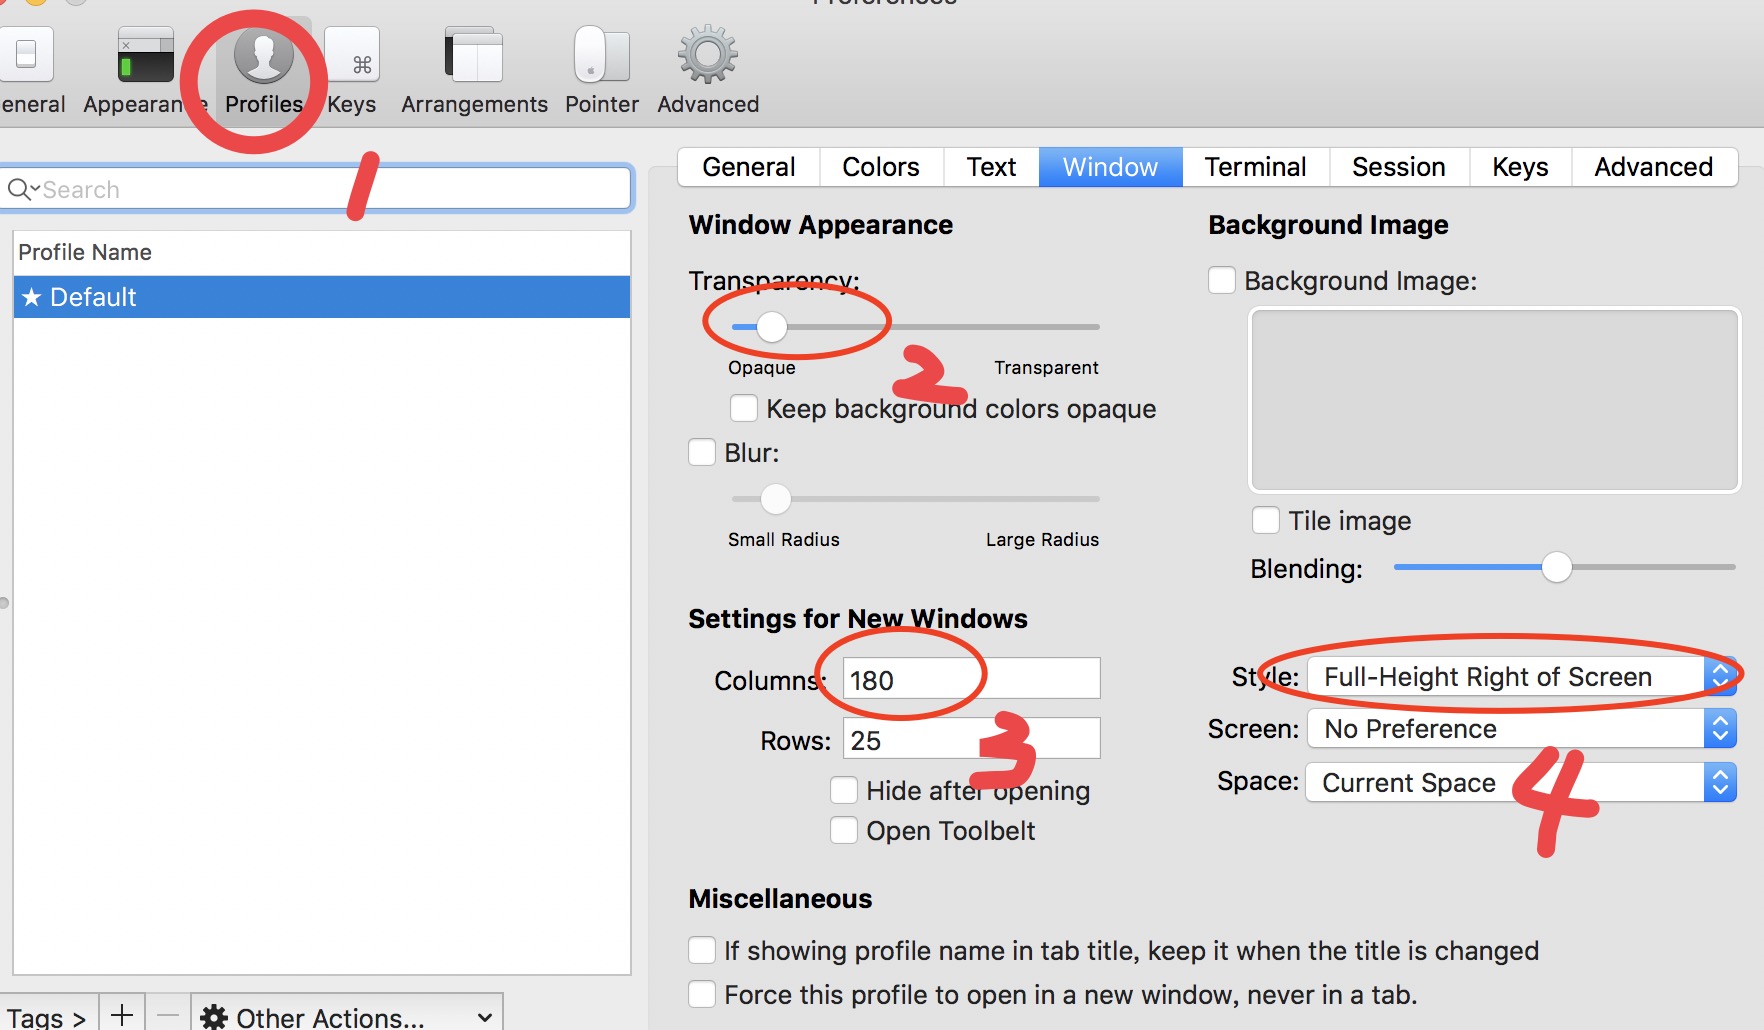 Preferences
eneral Appearance Profiles Keys Arrangements Pointer Advanced
1
Search
Profile Name
★ Default
Tags > + − Other Actions...
General Colors Text Window Terminal Session Keys Advanced
Window Appearance
Transparency:
Opaque Transparent
2
Keep background colors opaque
Blur:
Small Radius Large Radius
Background Image
Background Image:
Tile image
Blending:
Settings for New Windows
Columns: 180
Rows: 25
3
Hide after opening
Open Toolbelt
Style: Full-Height Right of Screen
Screen: No Preference
Space: Current Space
4
Miscellaneous
If showing profile name in tab title, keep it when the title is changed
Force this profile to open in a new window, never in a tab.